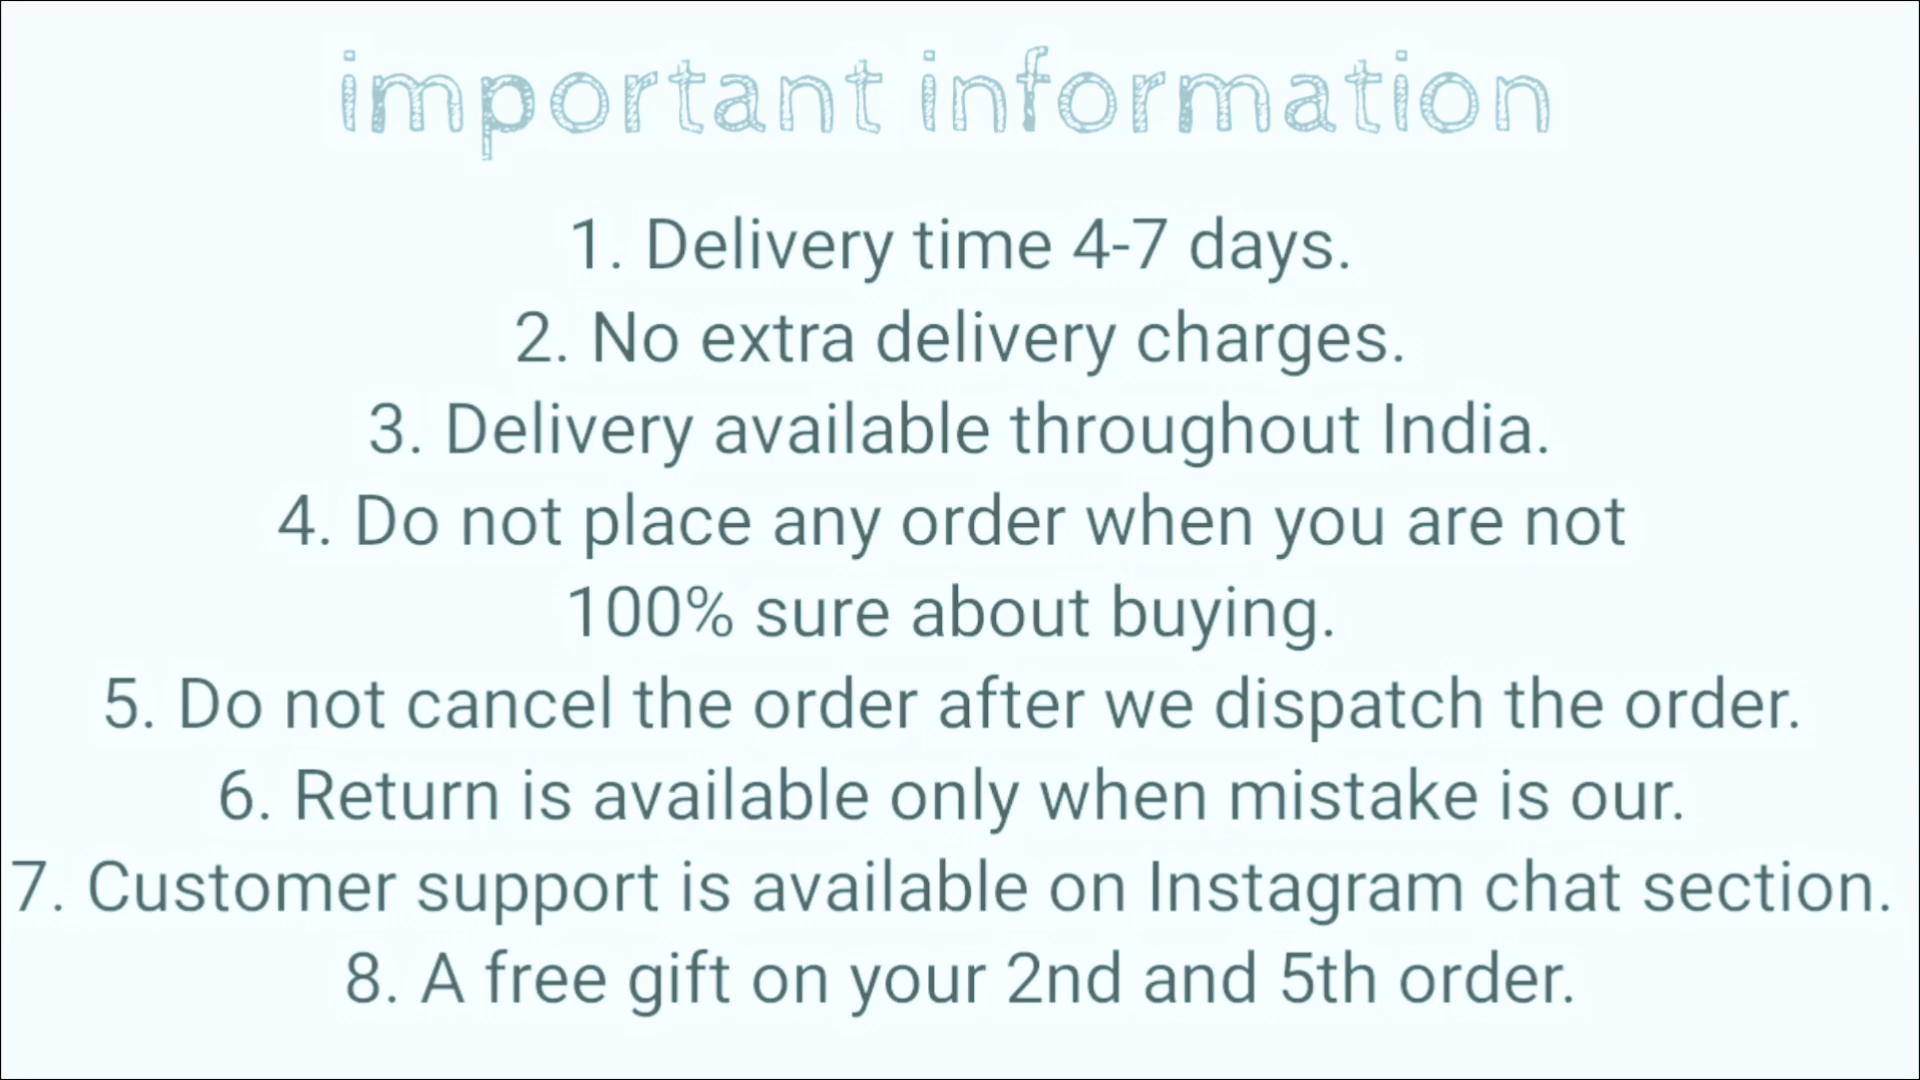 important information
1. Delivery time 4-7 days.
2. No extra delivery charges.
3. Delivery available throughout India.
4. Do not place any order when you are not
100% sure about buying.
5. Do not cancel the order after we dispatch the order.
6. Return is available only when mistake is our.
7. Customer support is available on Instagram chat section.
8. A free gift on your 2nd and 5th order.